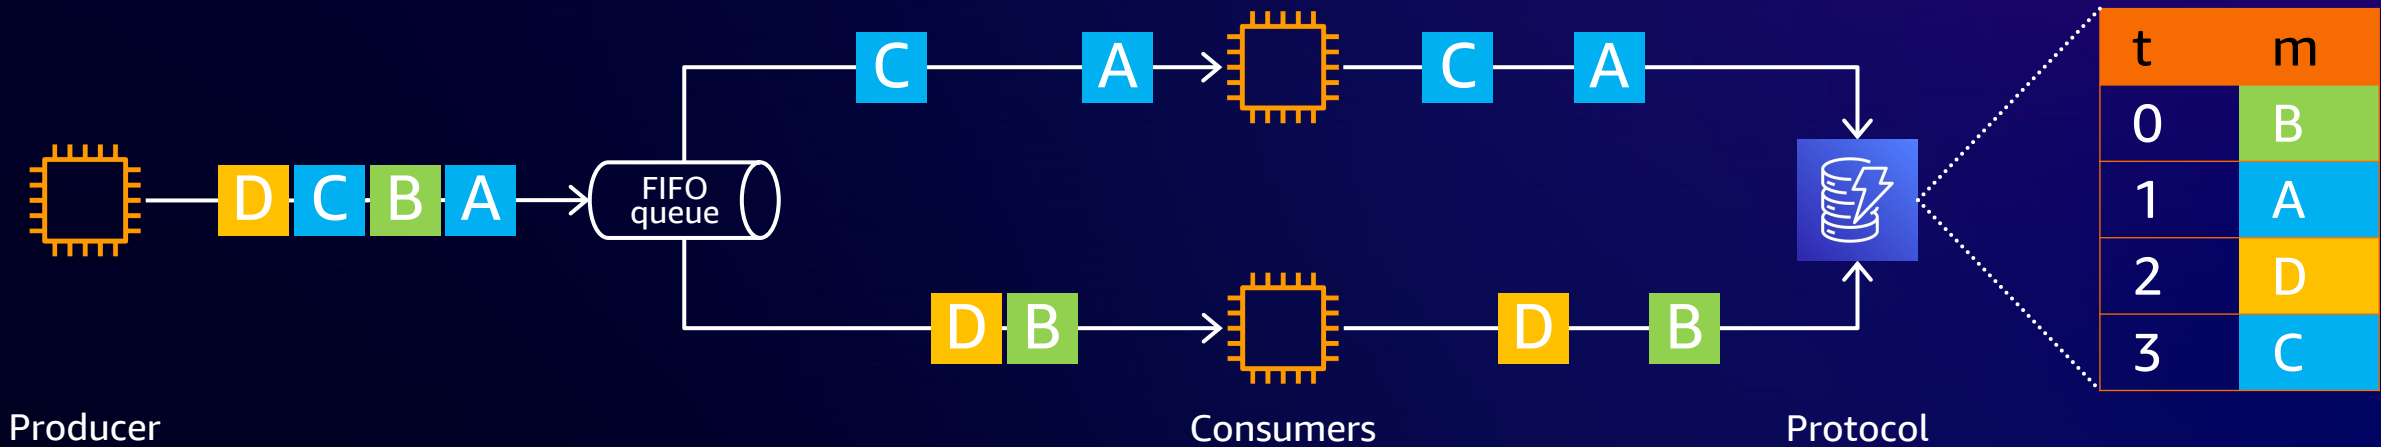 C A C A
D C B A
FIFO
queue
D B D B
t m
0 B
1 A
2 D
3 C
Producer Consumers Protocol